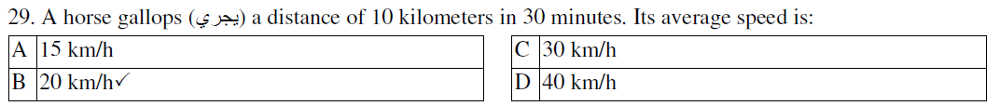 29. A horse gallops (يجري) a distance of 10 kilometers in 30 minutes. Its average speed is:
A 15 km/h
C 30 km/h
B 20 km/h✓
D 40 km/h